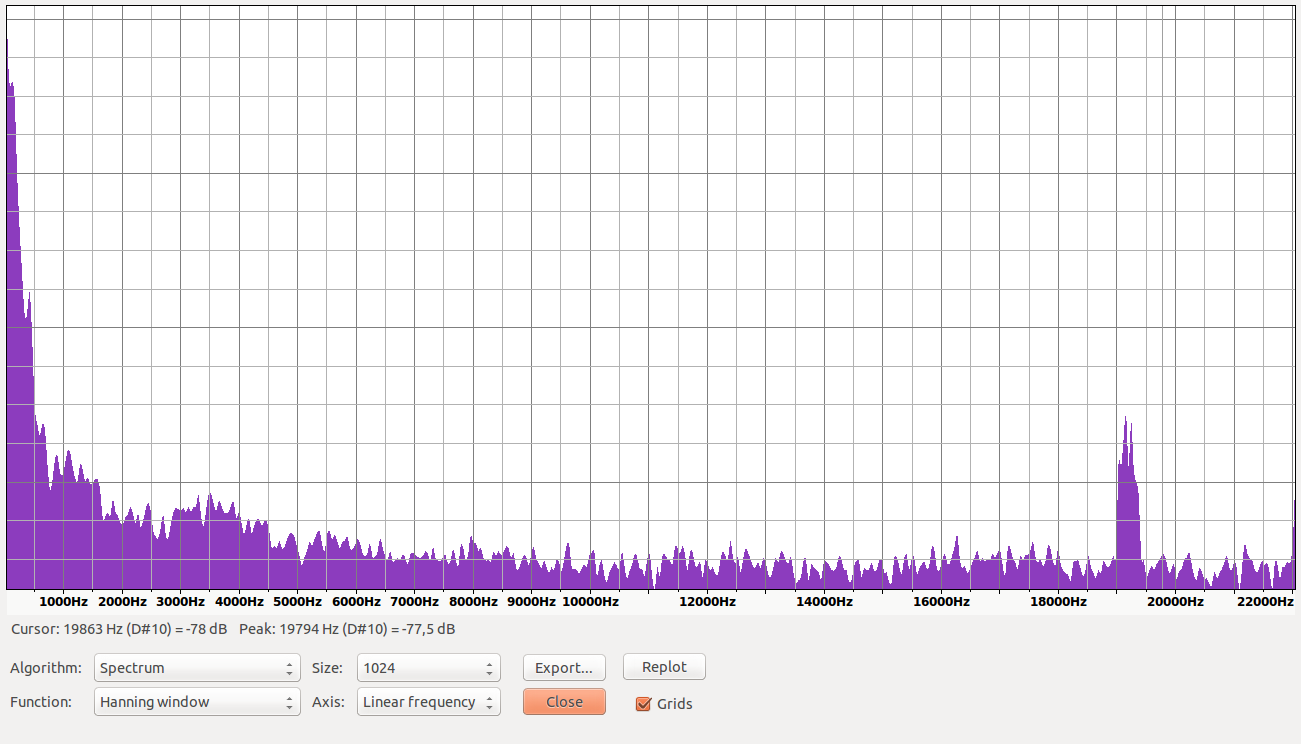 1000Hz 2000Hz 3000Hz 4000Hz 5000Hz 6000Hz 7000Hz 8000Hz 9000Hz 10000Hz 12000Hz 14000Hz 16000Hz 18000Hz 20000Hz 22000Hz
Cursor: 19863 Hz (D#10) = -78 dB Peak: 19794 Hz (D#10) = -77,5 dB
Algorithm: Spectrum Size: 1024 Export... Replot
Function: Hanning window Axis: Linear frequency Close Grids